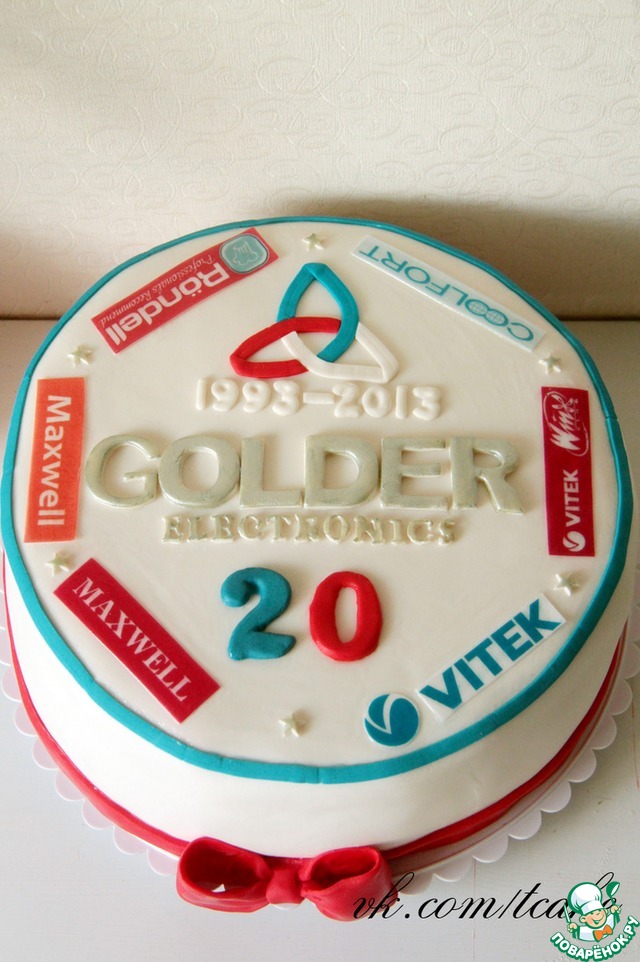 Röndell
Professionals Recommend
COOLFORT
1993-2013
Maxwell
GOLDER
ELECTRONICS
VITEK Winx
20
MAXWELL
VITEK
vk.com/tcake
ПОВАРЁНОК.РУ